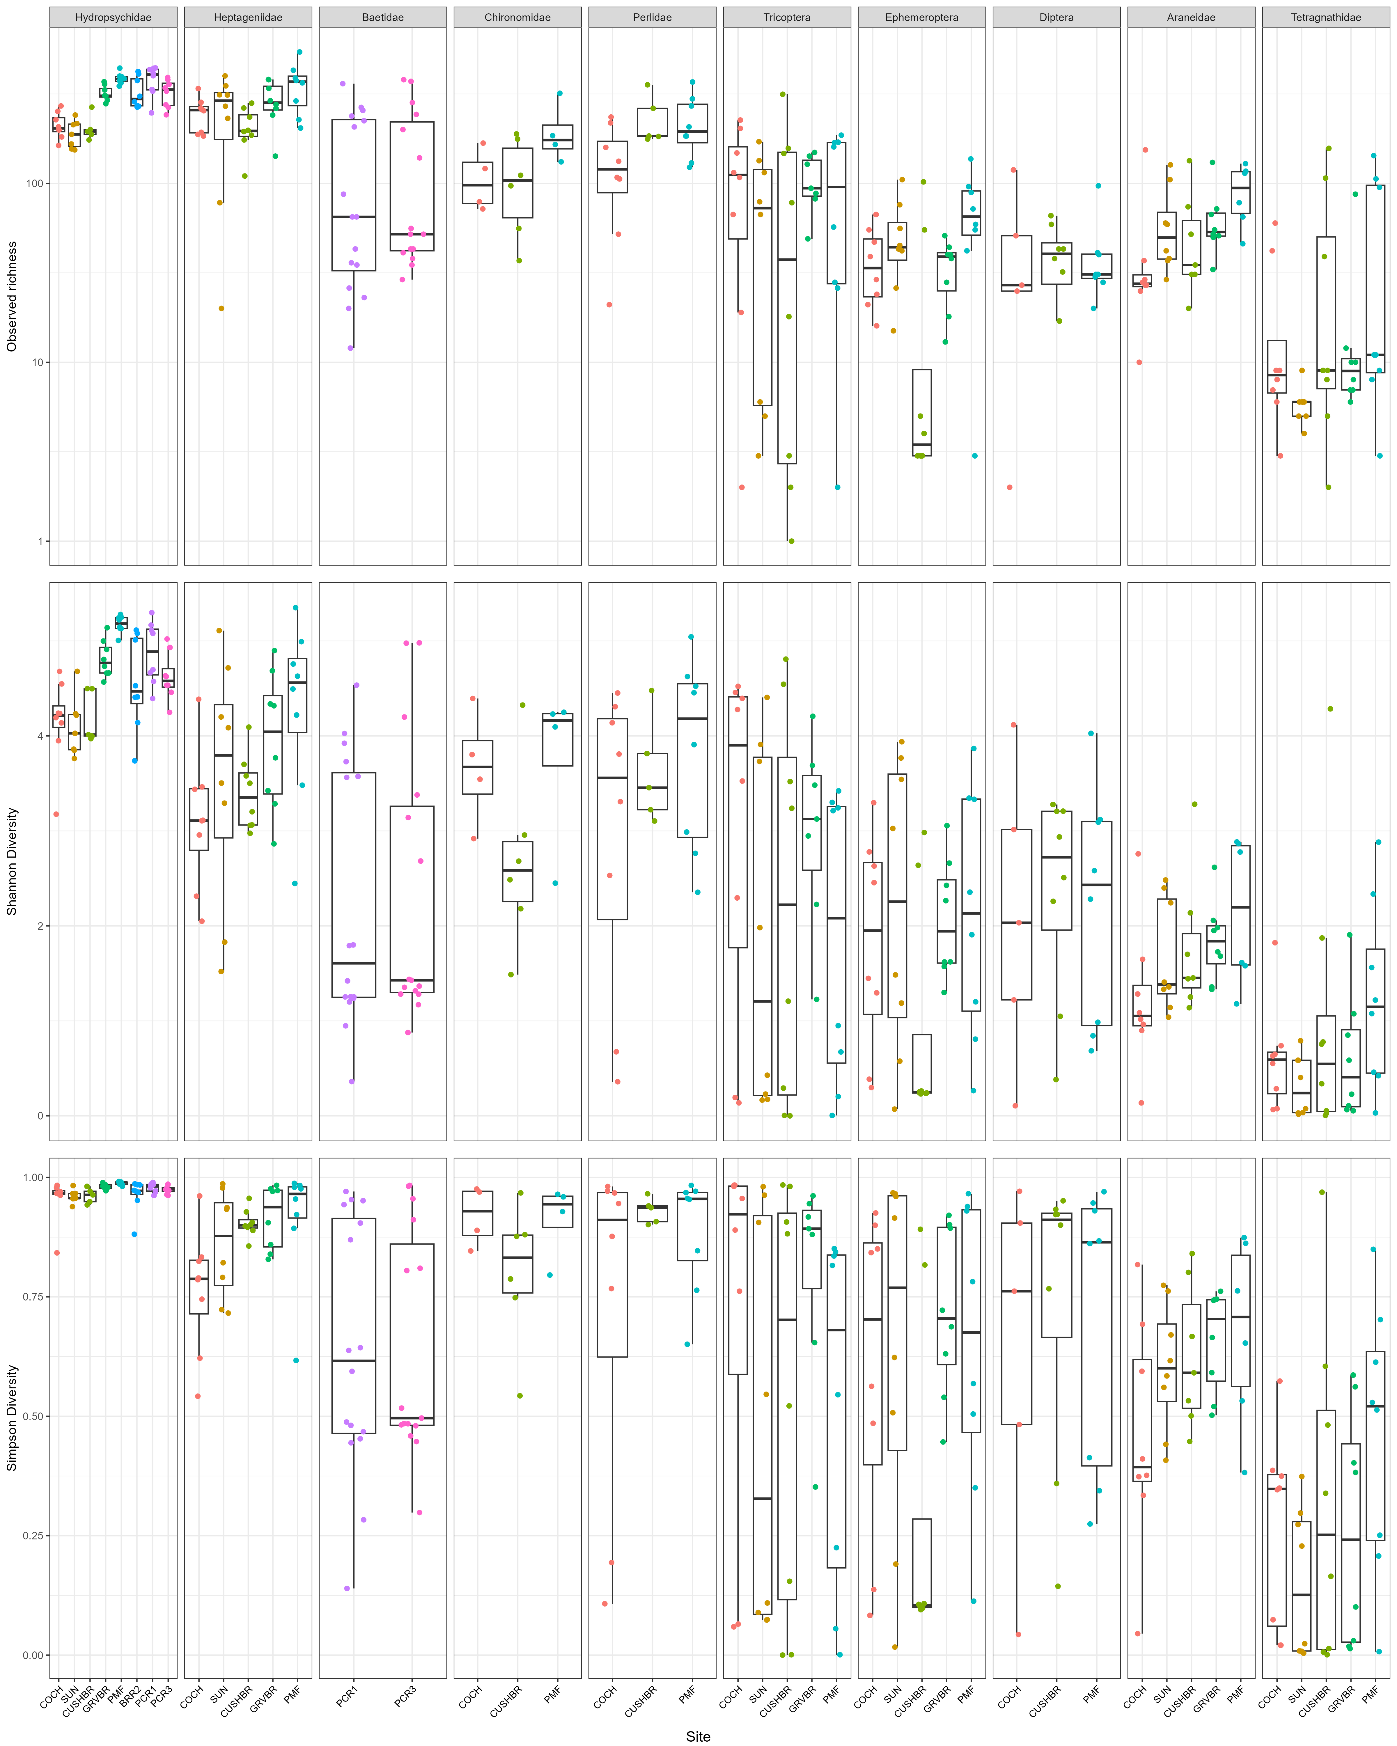 Hydropsychidae Heptageniidae Baetidae Chironomidae Perlidae Tricoptera Ephemeroptera Diptera Araneidae Tetragnathidae
Observed richness
100
10
1
Shannon Diversity
4
2
0
Simpson Diversity
1.00
0.75
0.50
0.25
0.00
COCH SUN CUSHBR GRVBR PMF BRR2 PCR1 PCR3 COCH SUN CUSHBR GRVBR PMF PCR1 PCR3 COCH CUSHBR PMF COCH CUSHBR PMF COCH SUN CUSHBR GRVBR PMF COCH SUN CUSHBR GRVBR PMF COCH CUSHBR PMF COCH SUN CUSHBR GRVBR PMF COCH SUN CUSHBR GRVBR PMF
Site